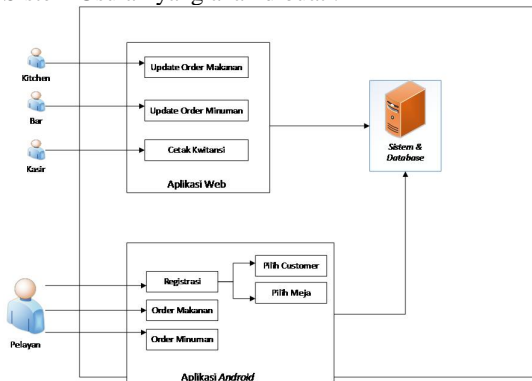 Kitchen
Update Order Makanan
Bar
Update Order Minuman
Kasir
Cetak Kwitansi
Aplikasi Web
Sistem &
Database
Pelayan
Registrasi
Pilih Customer
Pilih Meja
Order Makanan
Order Minuman
Aplikasi Android